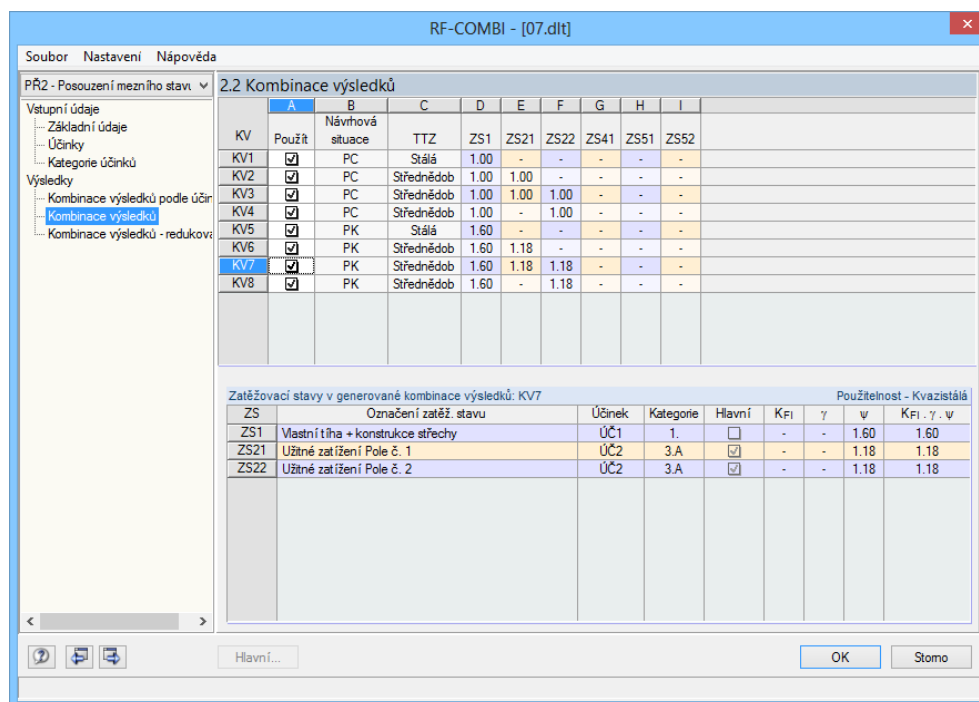 RF-COMBI - [07.dlt]
Soubor Nastavení Nápověda
PŘ2 - Posouzení mezního stavu
Vstupní údaje
Základní údaje
Účinky
Kategorie účinků
Výsledky
Kombinace výsledků podle účin
Kombinace výsledků
Kombinace výsledků - redukova
2.2 Kombinace výsledků
A B C D E F G H I
Návrhová
KV Použít situace TTZ ZS1 ZS21 ZS22 ZS41 ZS51 ZS52
KV1 PC Stálá 1.00 - - - - -
KV2 PC Střednědob 1.00 1.00 - - - -
KV3 PC Střednědob 1.00 1.00 1.00 - - -
KV4 PC Střednědob 1.00 - 1.00 - - -
KV5 PK Stálá 1.60 - - - - -
KV6 PK Střednědob 1.60 1.18 - - - -
KV7 PK Střednědob 1.60 1.18 1.18 - - -
KV8 PK Střednědob 1.60 - 1.18 - - -
Zatěžovací stavy v generované kombinace výsledků: KV7 Použitelnost - Kvazistálá
ZS Označení zatěž. stavu Účinek Kategorie Hlavní KFI γ ψ KFI . γ . ψ
ZS1 Vlastní tíha + konstrukce střechy ÚČ1 1. - - 1.60 1.60
ZS21 Užitné zatížení Pole č. 1 ÚČ2 3.A - - 1.18 1.18
ZS22 Užitné zatížení Pole č. 2 ÚČ2 3.A - - 1.18 1.18
Hlavní... OK Storno